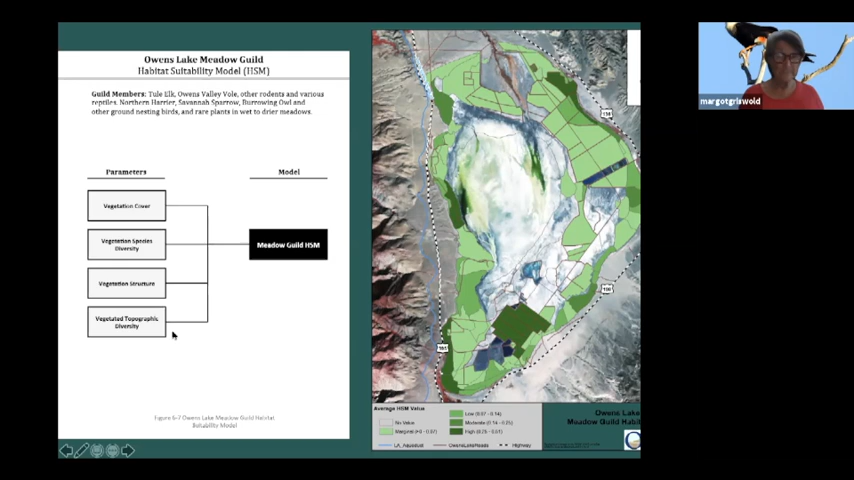 Owens Lake Meadow Guild
Habitat Suitability Model (HSM)
Guild Members: Tule Elk, Owens Valley Vole, other rodents and various
reptiles. Northern Harrier, Savannah Sparrow, Burrowing Owl and
other ground nesting birds, and rare plants in wet to drier meadows.
Parameters
Model
Vegetation Cover
Vegetation Species
Diversity
Meadow Guild HSM
Vegetation Structure
Vegetated Topographic
Diversity
Figure 6-7 Owens Lake Meadow Guild Habitat
Suitability Model
136
190
395
Average HSM Value
No Value
Marginal (>0 - 0.07)
Low (0.07 - 0.14)
Moderate (0.14 - 0.25)
High (0.25 - 0.61)
LA_Aqueduct
OwensLakeRoads
Highway
Owens Lake
Meadow Guild Habi
margotgriswold